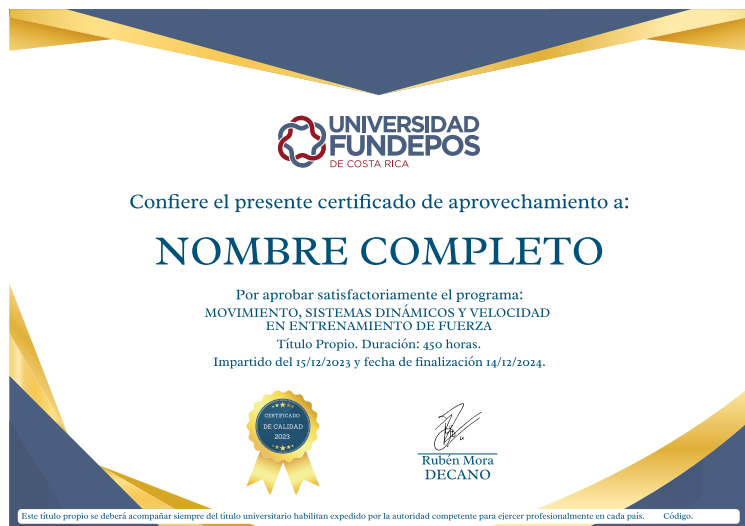 UNIVERSIDAD
FUNDEPOS
DE COSTA RICA
Confiere el presente certificado de aprovechamiento a:
NOMBRE COMPLETO
Por aprobar satisfactoriamente el programa:
MOVIMIENTO, SISTEMAS DINÁMICOS Y VELOCIDAD
EN ENTRENAMIENTO DE FUERZA
Título Propio. Duración: 450 horas.
Impartido del 15/12/2023 y fecha de finalización 14/12/2024.
CERTIFICADO
DE CALIDAD
2023
Rubén Mora
DECANO
Este título propio se deberá acompañar siempre del título universitario habilitan expedido por la autoridad competente para ejercer profesionalmente en cada país. Código.